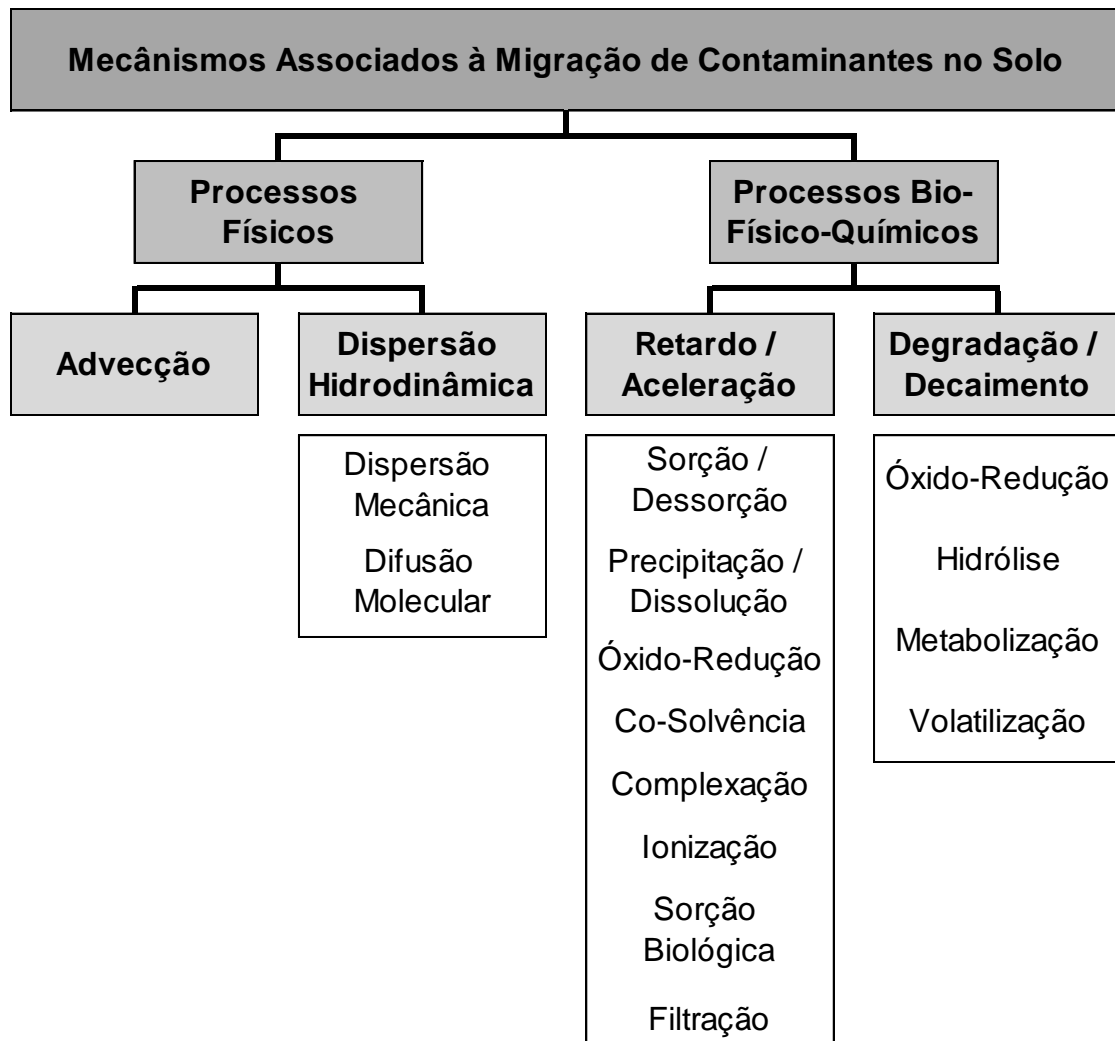 Mecânismos Associados à Migração de Contaminantes no Solo
Processos
Físicos
Processos Bio-
Físico-Químicos
Advecção
Dispersão
Hidrodinâmica
Retardo /
Aceleração
Degradação /
Decaimento
Dispersão
Mecânica
Difusão
Molecular
Sorção /
Dessorção
Precipitação /
Dissolução
Óxido-Redução
Co-Solvência
Complexação
Ionização
Sorção
Biológica
Filtração
Óxido-Redução
Hidrólise
Metabolização
Volatilização